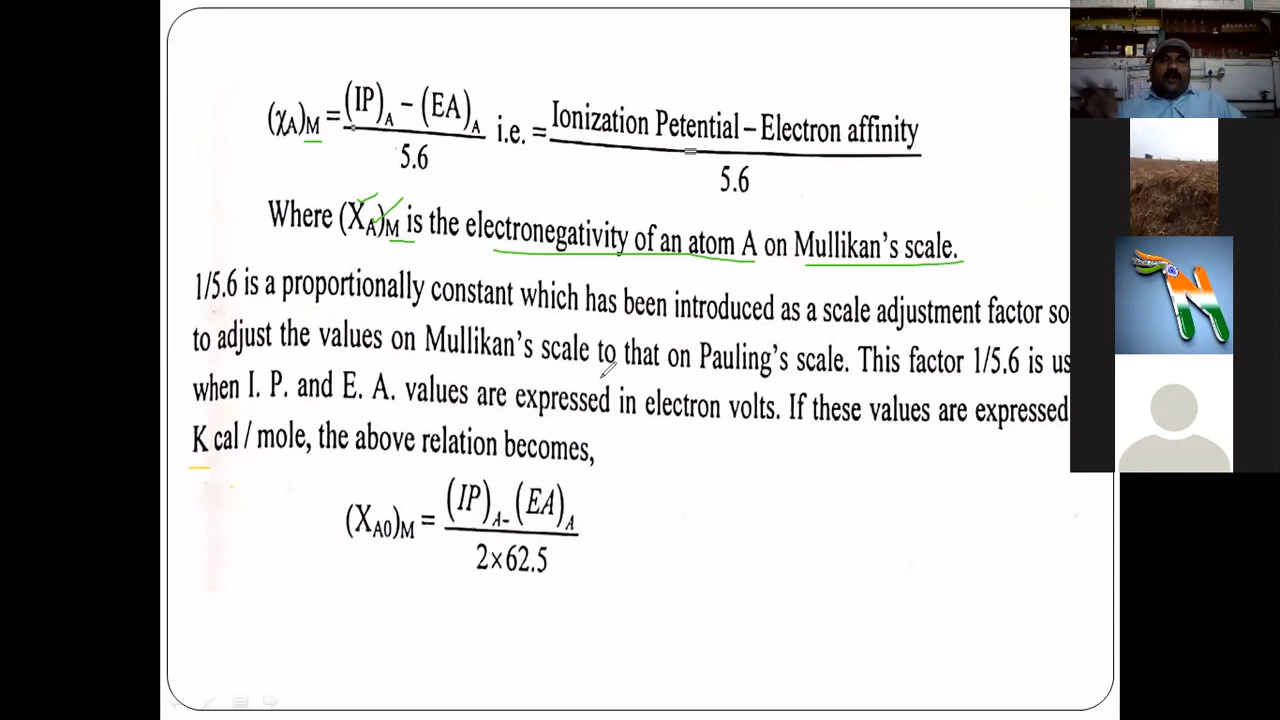 (χA)M = (IP)A − (EA)A / 5.6 i.e. = Ionization Petential – Electron affinity / 5.6
Where (XA)M is the electronegativity of an atom A on Mullikan's scale.
1/5.6 is a proportionally constant which has been introduced as a scale adjustment factor so
to adjust the values on Mullikan's scale to that on Pauling's scale. This factor 1/5.6 is us
when I. P. and E. A. values are expressed in electron volts. If these values are expressed
K cal / mole, the above relation becomes,
(XA0)M = (IP)A- (EA)A / 2×62.5
N